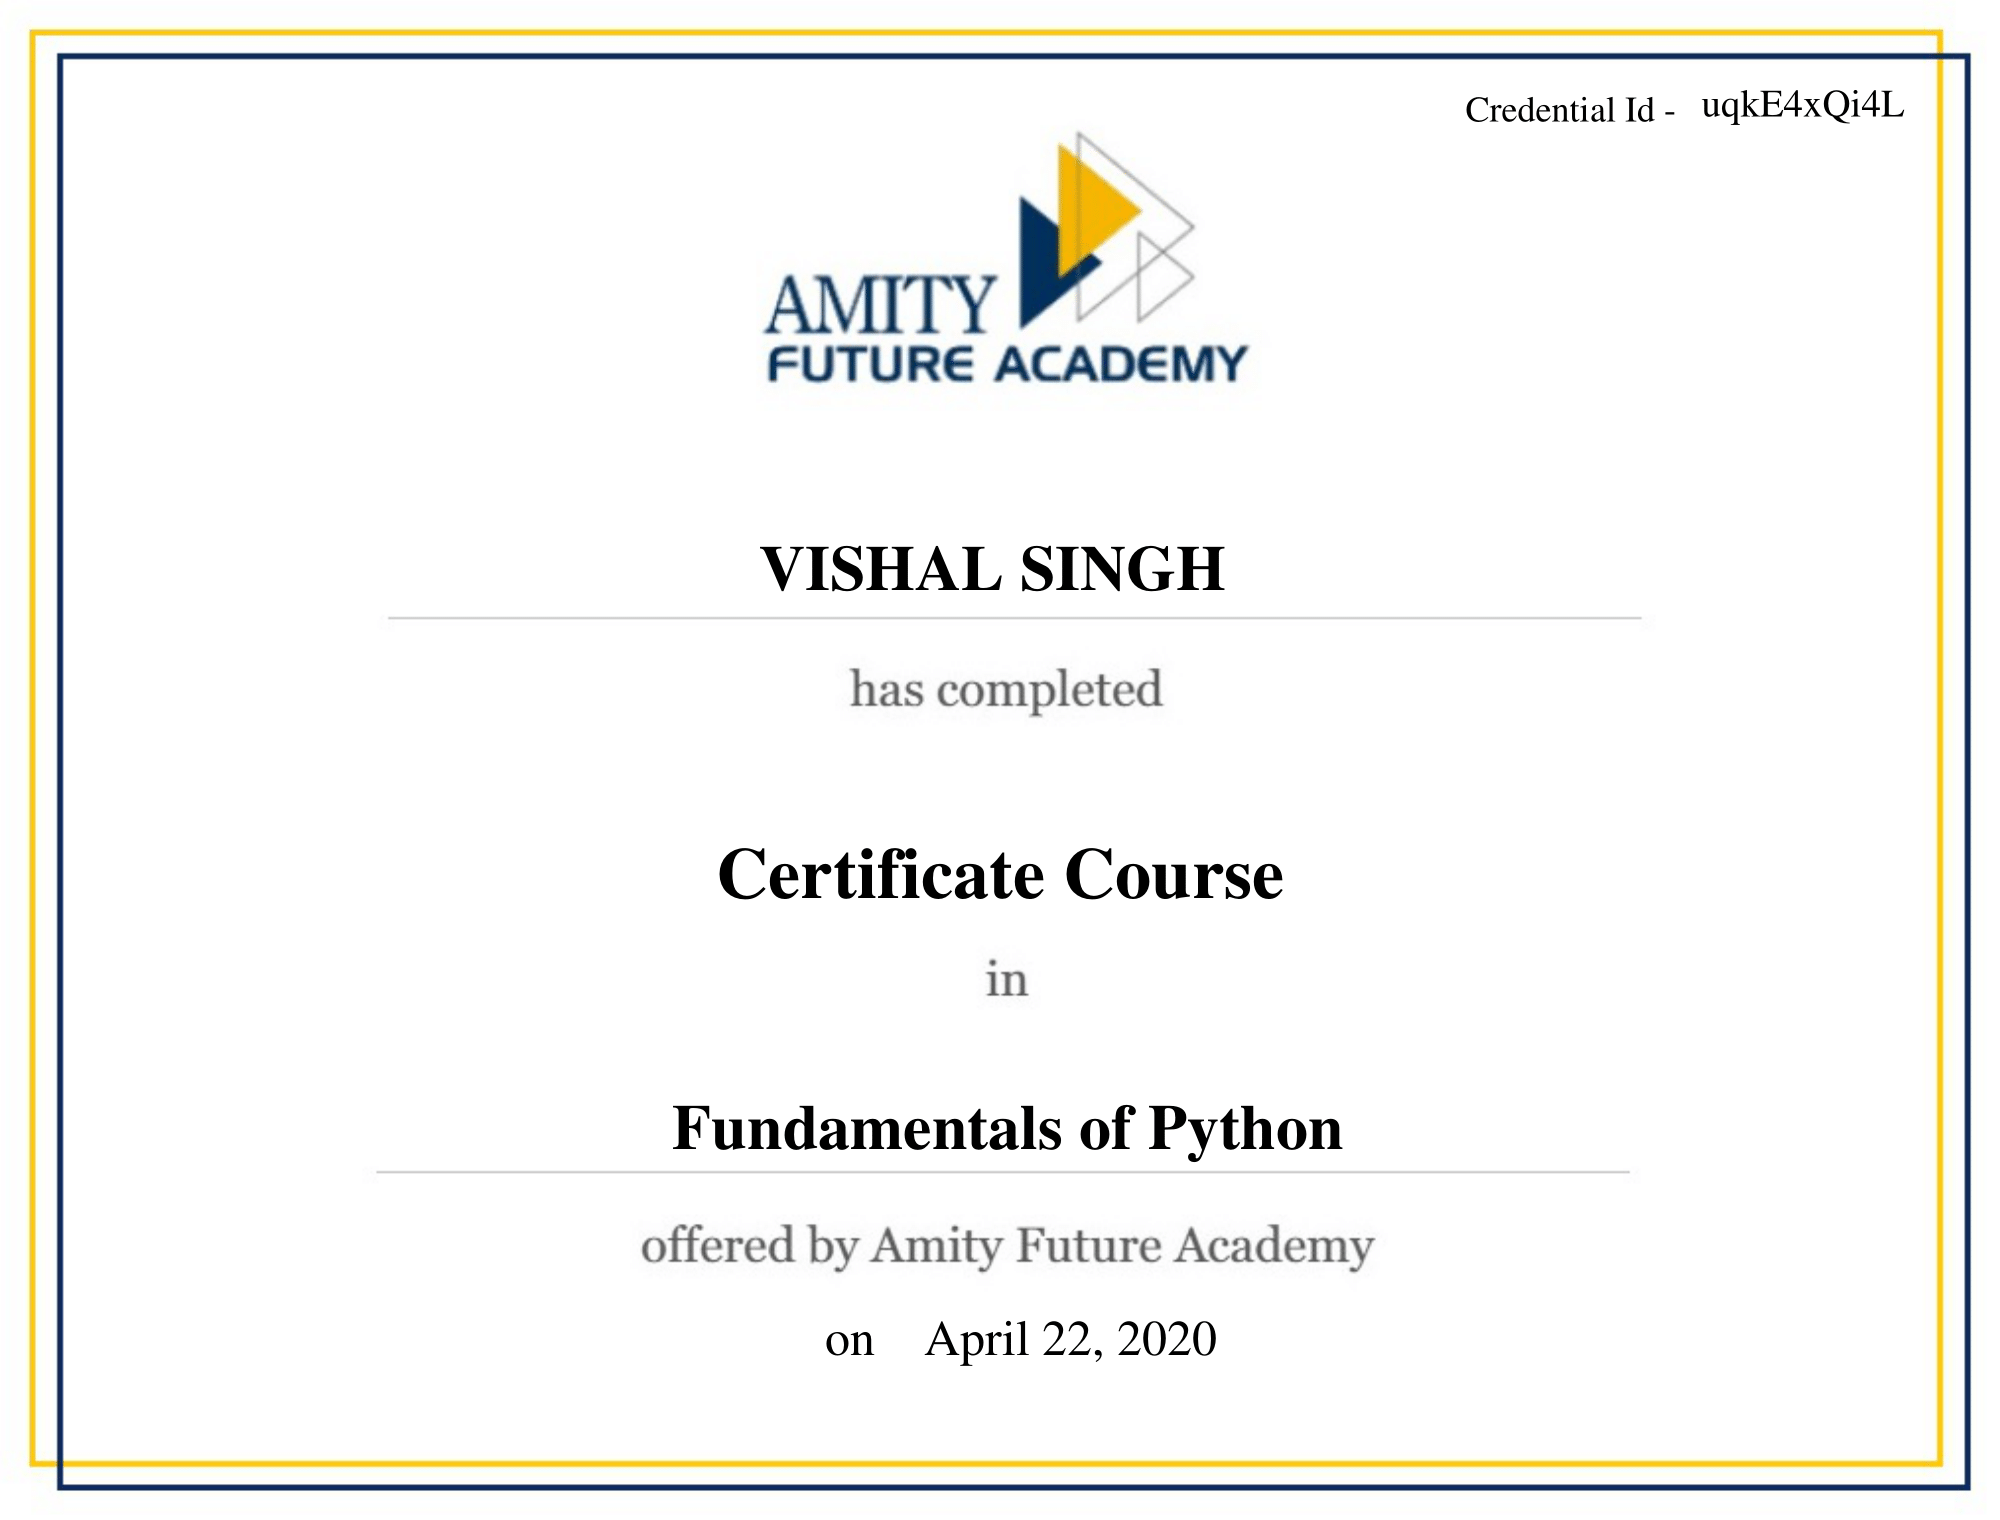 Credential Id - uqkE4xQi4L
AMITY
FUTURE ACADEMY
VISHAL SINGH
has completed
Certificate Course
in
Fundamentals of Python
offered by Amity Future Academy
on April 22, 2020